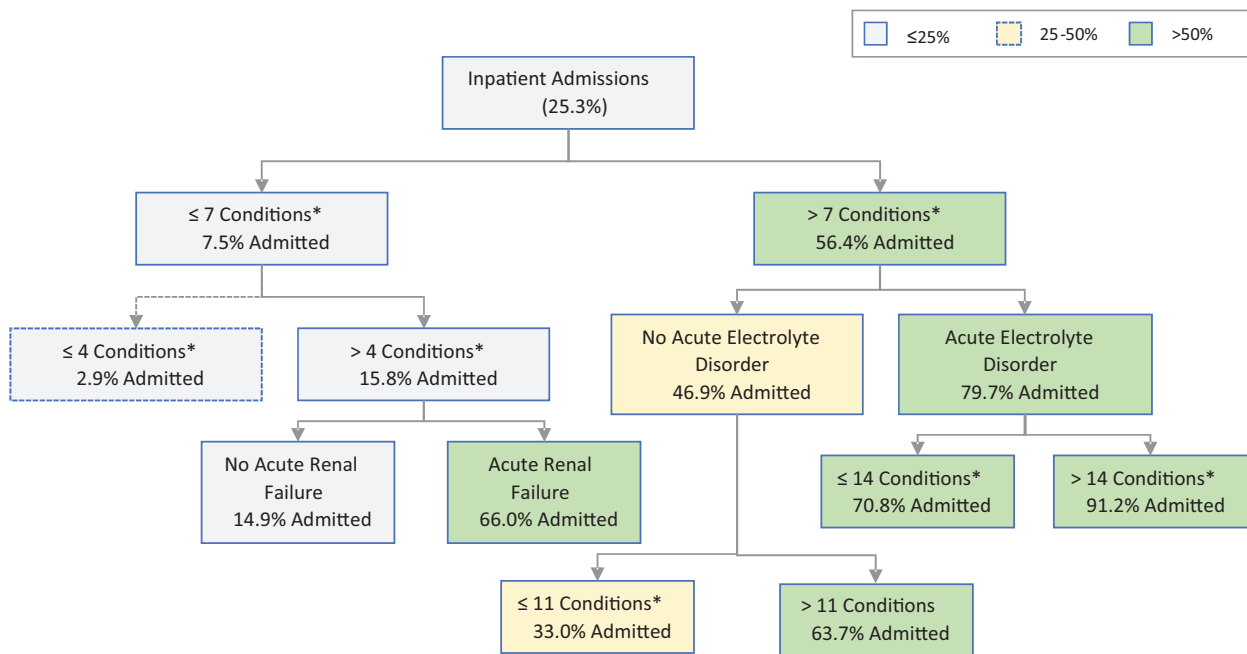 ≤25%
25-50%
>50%
Inpatient Admissions
(25.3%)
≤ 7 Conditions*
7.5% Admitted
> 7 Conditions*
56.4% Admitted
≤ 4 Conditions*
2.9% Admitted
> 4 Conditions*
15.8% Admitted
No Acute Electrolyte
Disorder
46.9% Admitted
Acute Electrolyte
Disorder
79.7% Admitted
No Acute Renal
Failure
14.9% Admitted
Acute Renal
Failure
66.0% Admitted
≤ 14 Conditions*
70.8% Admitted
> 14 Conditions*
91.2% Admitted
≤ 11 Conditions*
33.0% Admitted
> 11 Conditions
63.7% Admitted